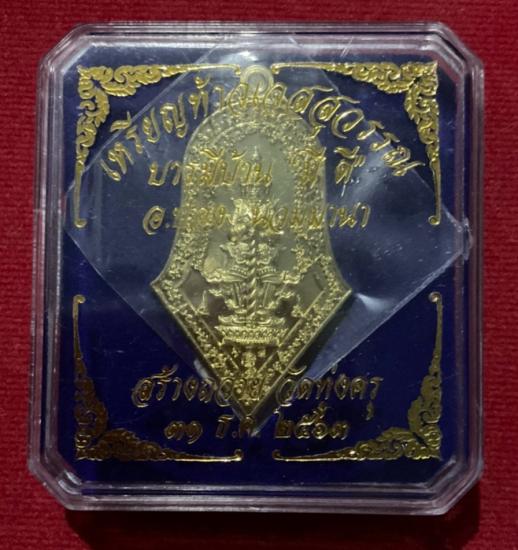 เหรียญท้าวเวสสุวรรณ
บารมีบ้าน "ดี ดี"
อ.
สร้างถวาย วัดทุ่งครุ
๓๑ ธ.ค. ๒๕๖๓